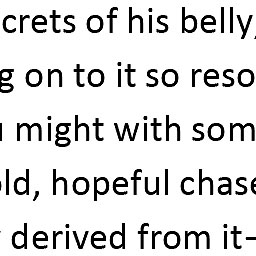 crets of his belly,
g on to it so reso
might with som
old, hopeful chase
derived from it-